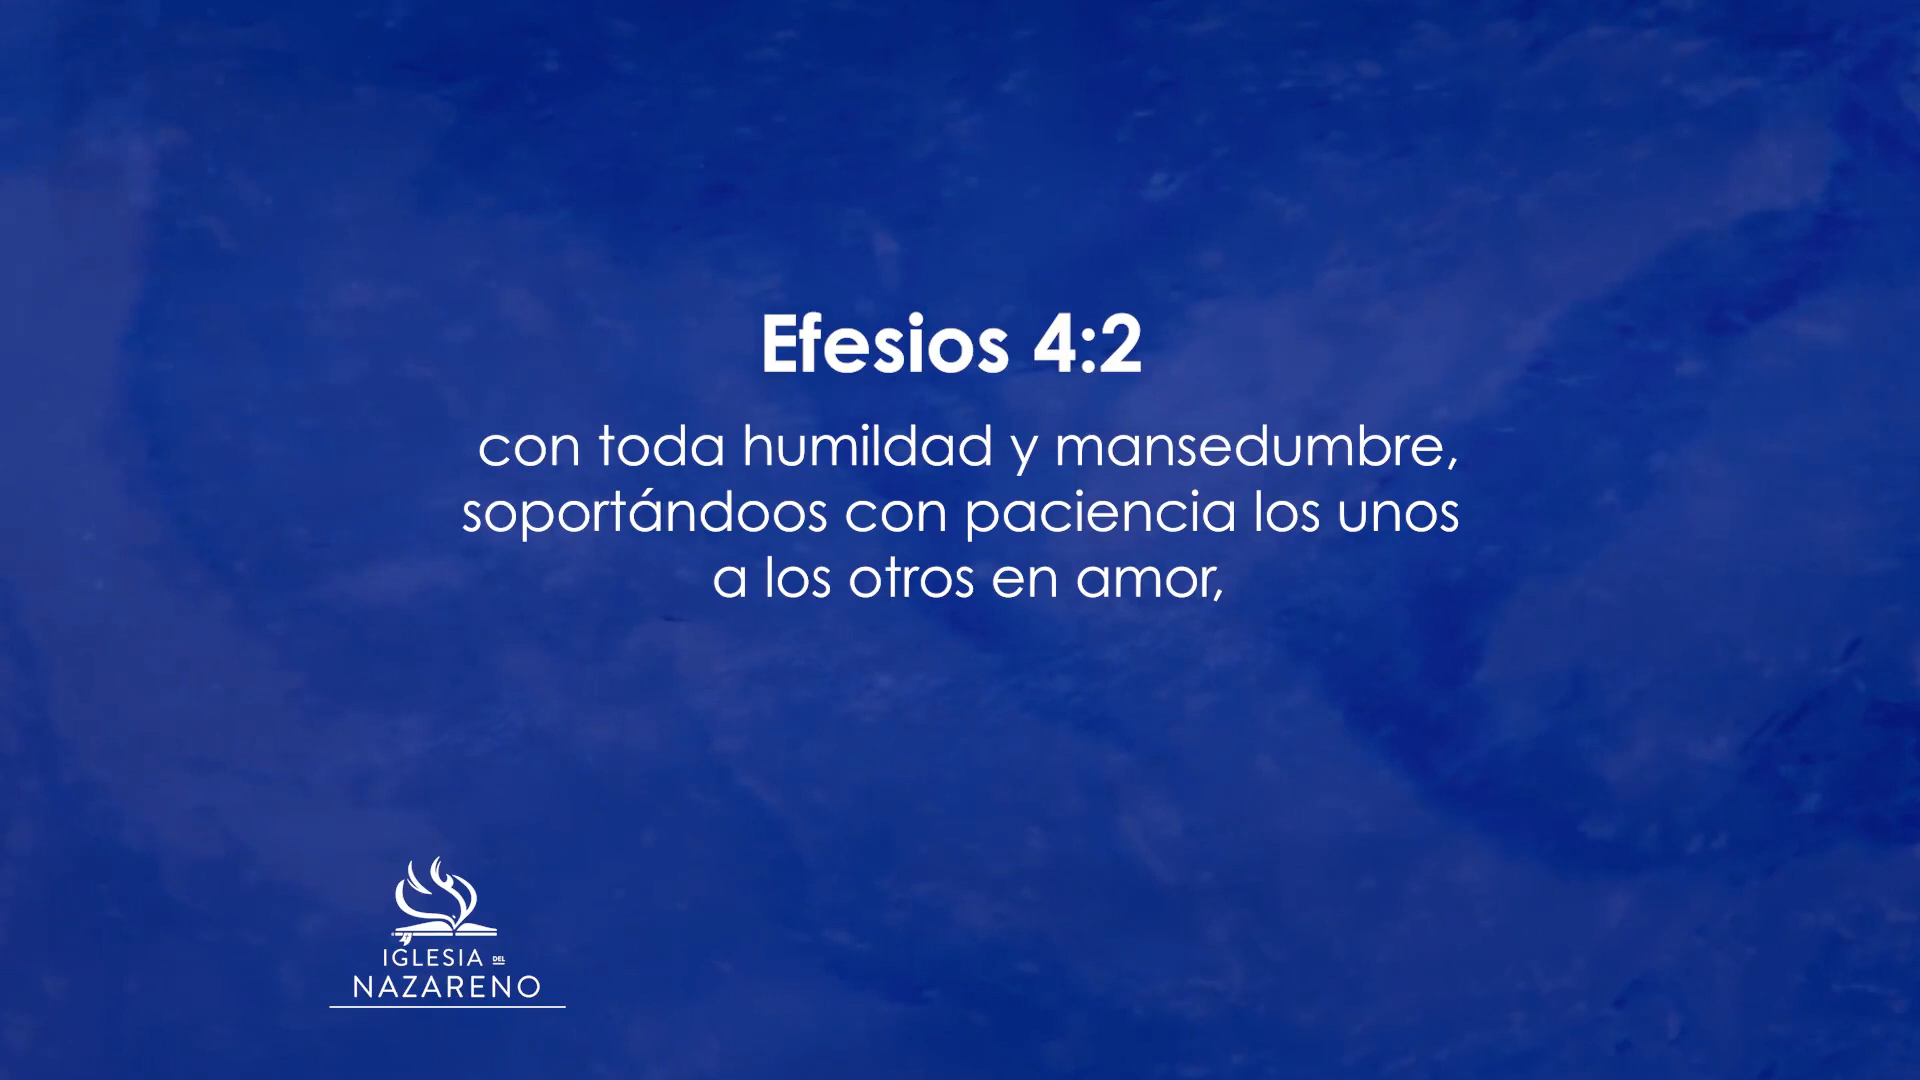 Efesios 4:2
con toda humildad y mansedumbre,
soportándoos con paciencia los unos
a los otros en amor,
IGLESIA DEL
NAZARENO